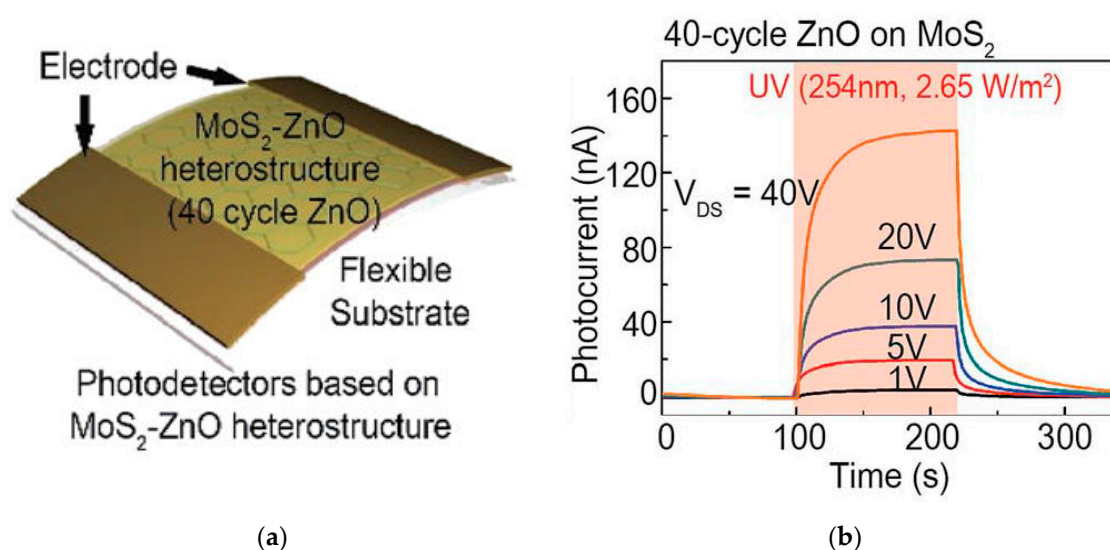 Electrode
MoS₂-ZnO
heterostructure
(40 cycle ZnO)
Flexible
Substrate
Photodetectors based on
MoS₂-ZnO heterostructure
(a)
40-cycle ZnO on MoS₂
UV (254nm, 2.65 W/m²)
V_DS = 40V
20V
10V
5V
1V
Photocurrent (nA)
160
120
80
40
0
0 100 200 300
Time (s)
(b)